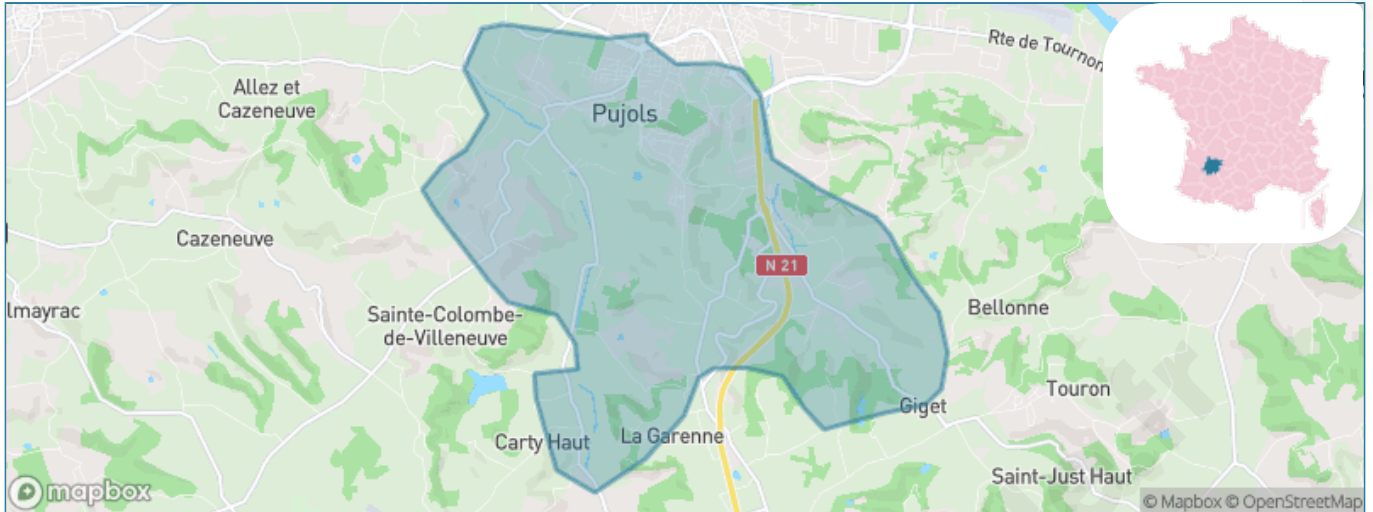 Rte de Tournon
Allez et
Cazeneuve
Pujols
Cazeneuve
N 21
lmayrac
Sainte-Colombe-
de-Villeneuve
Bellonne
Touron
Giget
Carty Haut
La Garenne
Saint-Just Haut
mapbox
© Mapbox © OpenStreetMap